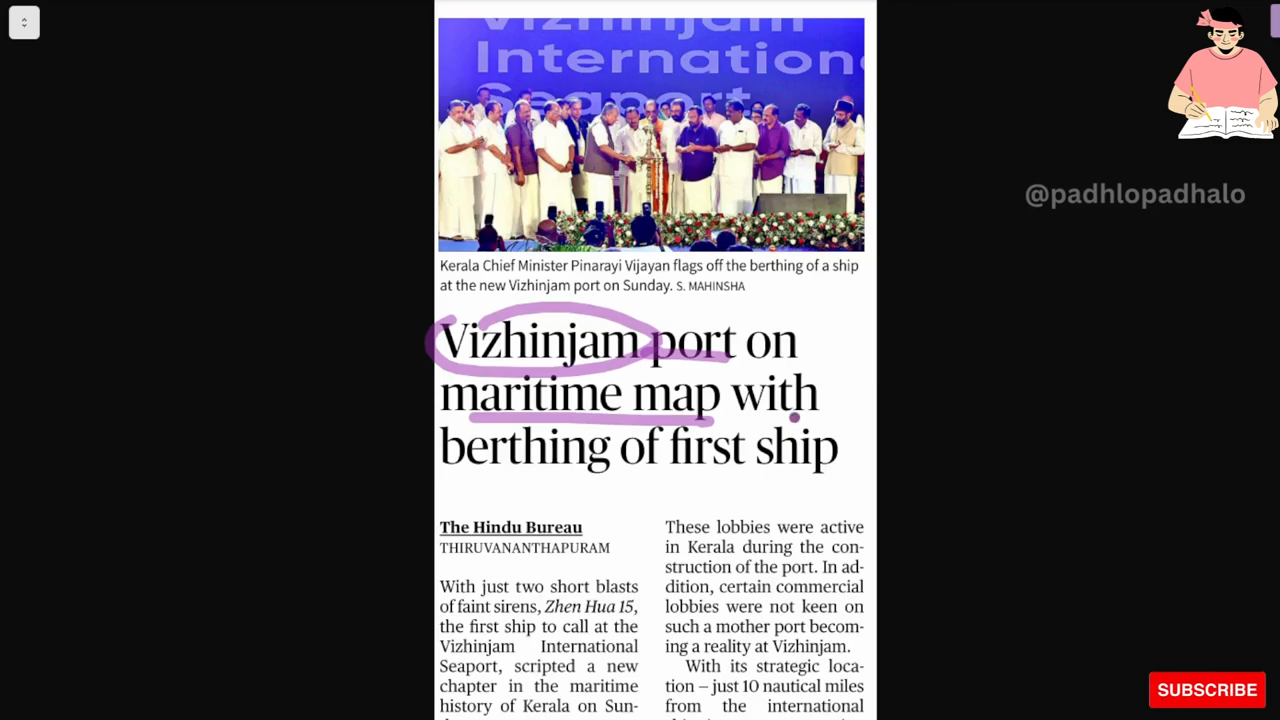 Vizhinjam
International
Seaport
@padhlopadhalo
Kerala Chief Minister Pinarayi Vijayan flags off the berthing of a ship
at the new Vizhinjam port on Sunday. S. MAHINSHA
Vizhinjam port on
maritime map with
berthing of first ship
The Hindu Bureau
THIRUVANANTHAPURAM
With just two short blasts
of faint sirens, Zhen Hua 15,
the first ship to call at the
Vizhinjam International
Seaport, scripted a new
chapter in the maritime
history of Kerala on Sun-
These lobbies were active
in Kerala during the con-
struction of the port. In ad-
dition, certain commercial
lobbies were not keen on
such a mother port becom-
ing a reality at Vizhinjam.
With its strategic loca-
tion – just 10 nautical miles
from the international
SUBSCRIBE